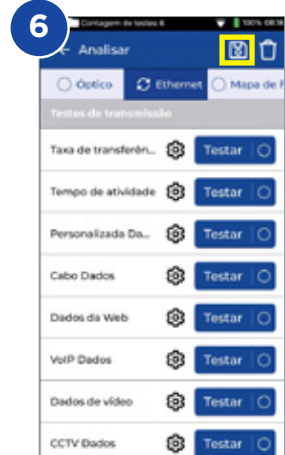 6
Contagem de testes 6
100% 08:18
← Analisar
Óptico Ethernet Mapa de F
Testes de transmissão
Taxa de transferên... Testar
Tempo de atividade Testar
Personalizada Da... Testar
Cabo Dados Testar
Dados da Web Testar
VoIP Dados Testar
Dados de vídeo Testar
CCTV Dados Testar